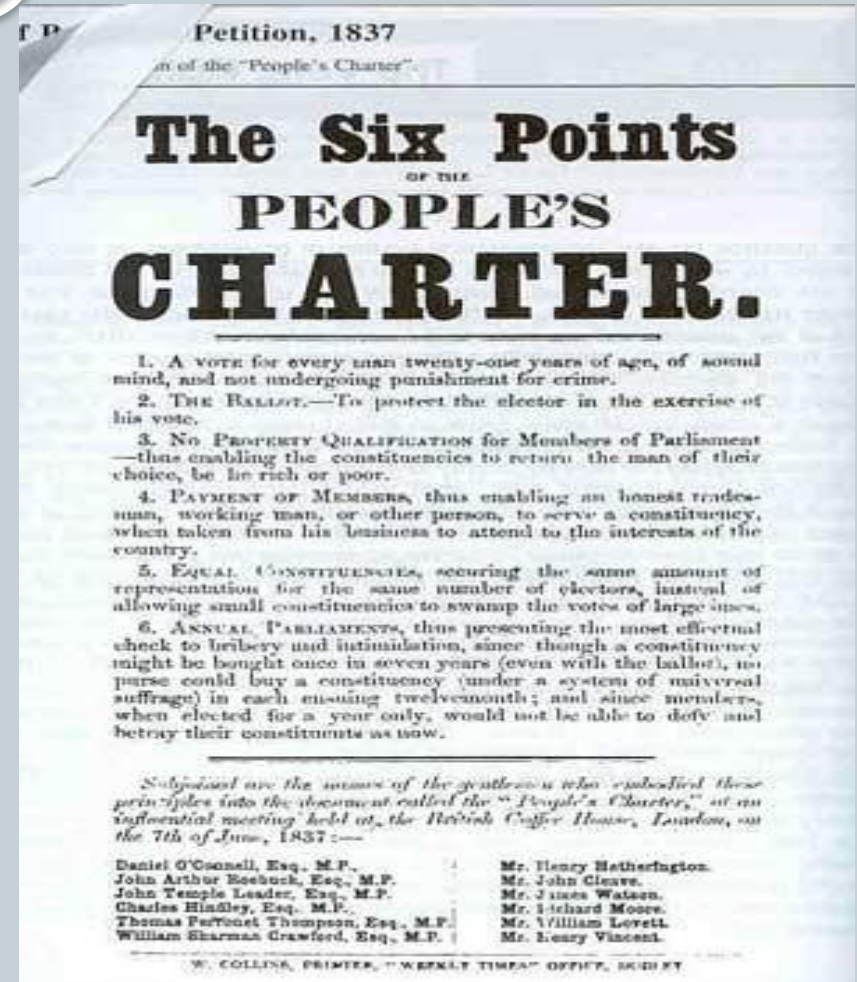 Petition, 1837
of the "People's Charter".
The Six Points
OF THE
PEOPLE'S
CHARTER.
1. A VOTE for every man twenty-one years of age, of sound
mind, and not undergoing punishment for crime.
2. THE BALLOT.—To protect the elector in the exercise of
his vote.
3. NO PROPERTY QUALIFICATION for Members of Parliament
—thus enabling the constituencies to return the man of their
choice, be he rich or poor.
4. PAYMENT OF MEMBERS, thus enabling an honest trades-
man, working man, or other person, to serve a constituency,
when taken from his business to attend to the interests of the
country.
5. EQUAL CONSTITUENCIES, securing the same amount of
representation for the same number of electors, instead of
allowing small constituencies to swamp the votes of large ones.
6. ANNUAL PARLIAMENTS, thus presenting the most effectual
check to bribery and intimidation, since though a constituency
might be bought once in seven years (even with the ballot), no
purse could buy a constituency (under a system of universal
suffrage) in each ensuing twelvemonth; and since members,
when elected for a year only, would not be able to defy and
betray their constituents as now.
Subjoined are the names of the gentlemen who embodied these
principles into the document called the "People's Charter," at an
influential meeting held at the British Coffee House, London, on
the 7th of June, 1837:—
Daniel O'Connell, Esq., M.P.,
John Arthur Roebuck, Esq., M.P.
John Temple Leader, Esq., M.P.
Charles Hindley, Esq., M.P.,
Thomas Perronet Thompson, Esq., M.P.
William Sharman Crawford, Esq., M.P.
Mr. Henry Hetherington.
Mr. John Cleave.
Mr. James Watson.
Mr. Richard Moore.
Mr. William Lovett.
Mr. Henry Vincent.
W. COLLINS, PRINTER, "WEEKLY TIMES" OFFICE, DUDLEY